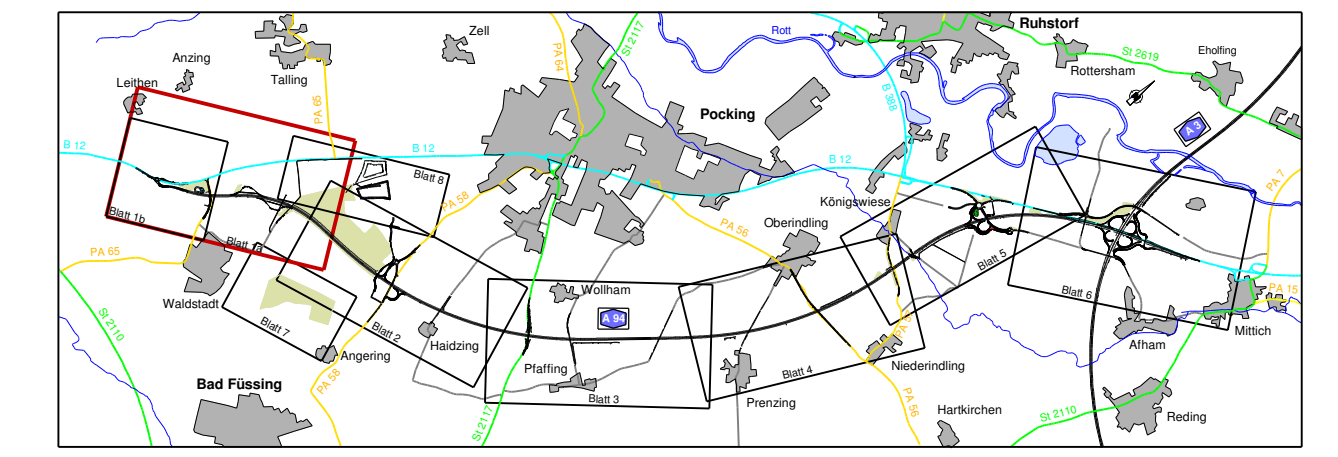 Ruhstorf
Zell
Rott
St 2117
PA 64
St 2619
Eholfing
Anzing
Talling
Rottersham
Leithen
PA 65
B 388
Pocking
A 3
B 12
B 12
B 12
Blatt 8
PA 7
PA 58
Königswiese
Oberindling
Blatt 1b
Blatt 1a
PA 56
PA 65
Blatt 5
Waldstadt
Wollham
Blatt 6
PA 15
St 2110
Blatt 7
Blatt 2
A 94
Mittich
Haidzing
Afham
Angering
Pfaffing
Blatt 4
Niederindling
Bad Füssing
PA 58
Blatt 3
Prenzing
PA 56
Hartkirchen
St 2110
Reding
St 2117